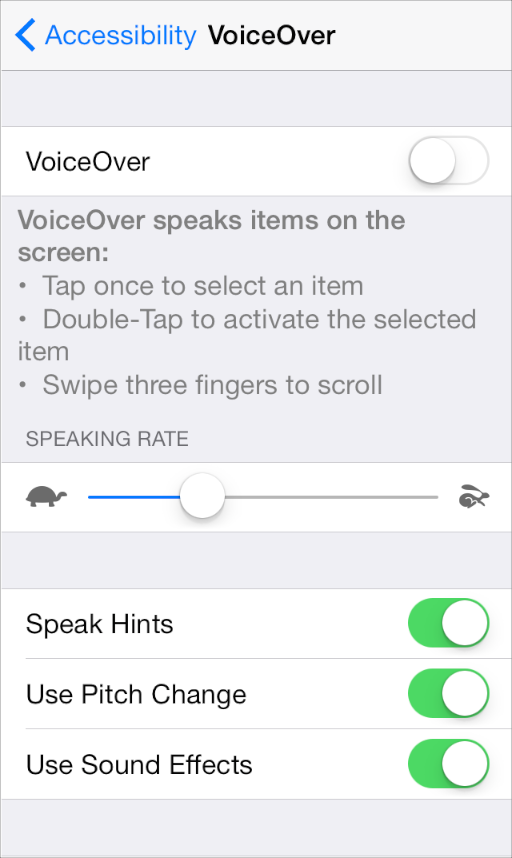 Accessibility VoiceOver
VoiceOver
VoiceOver speaks items on the
screen:
• Tap once to select an item
• Double-Tap to activate the selected
item
• Swipe three fingers to scroll
SPEAKING RATE
Speak Hints
Use Pitch Change
Use Sound Effects